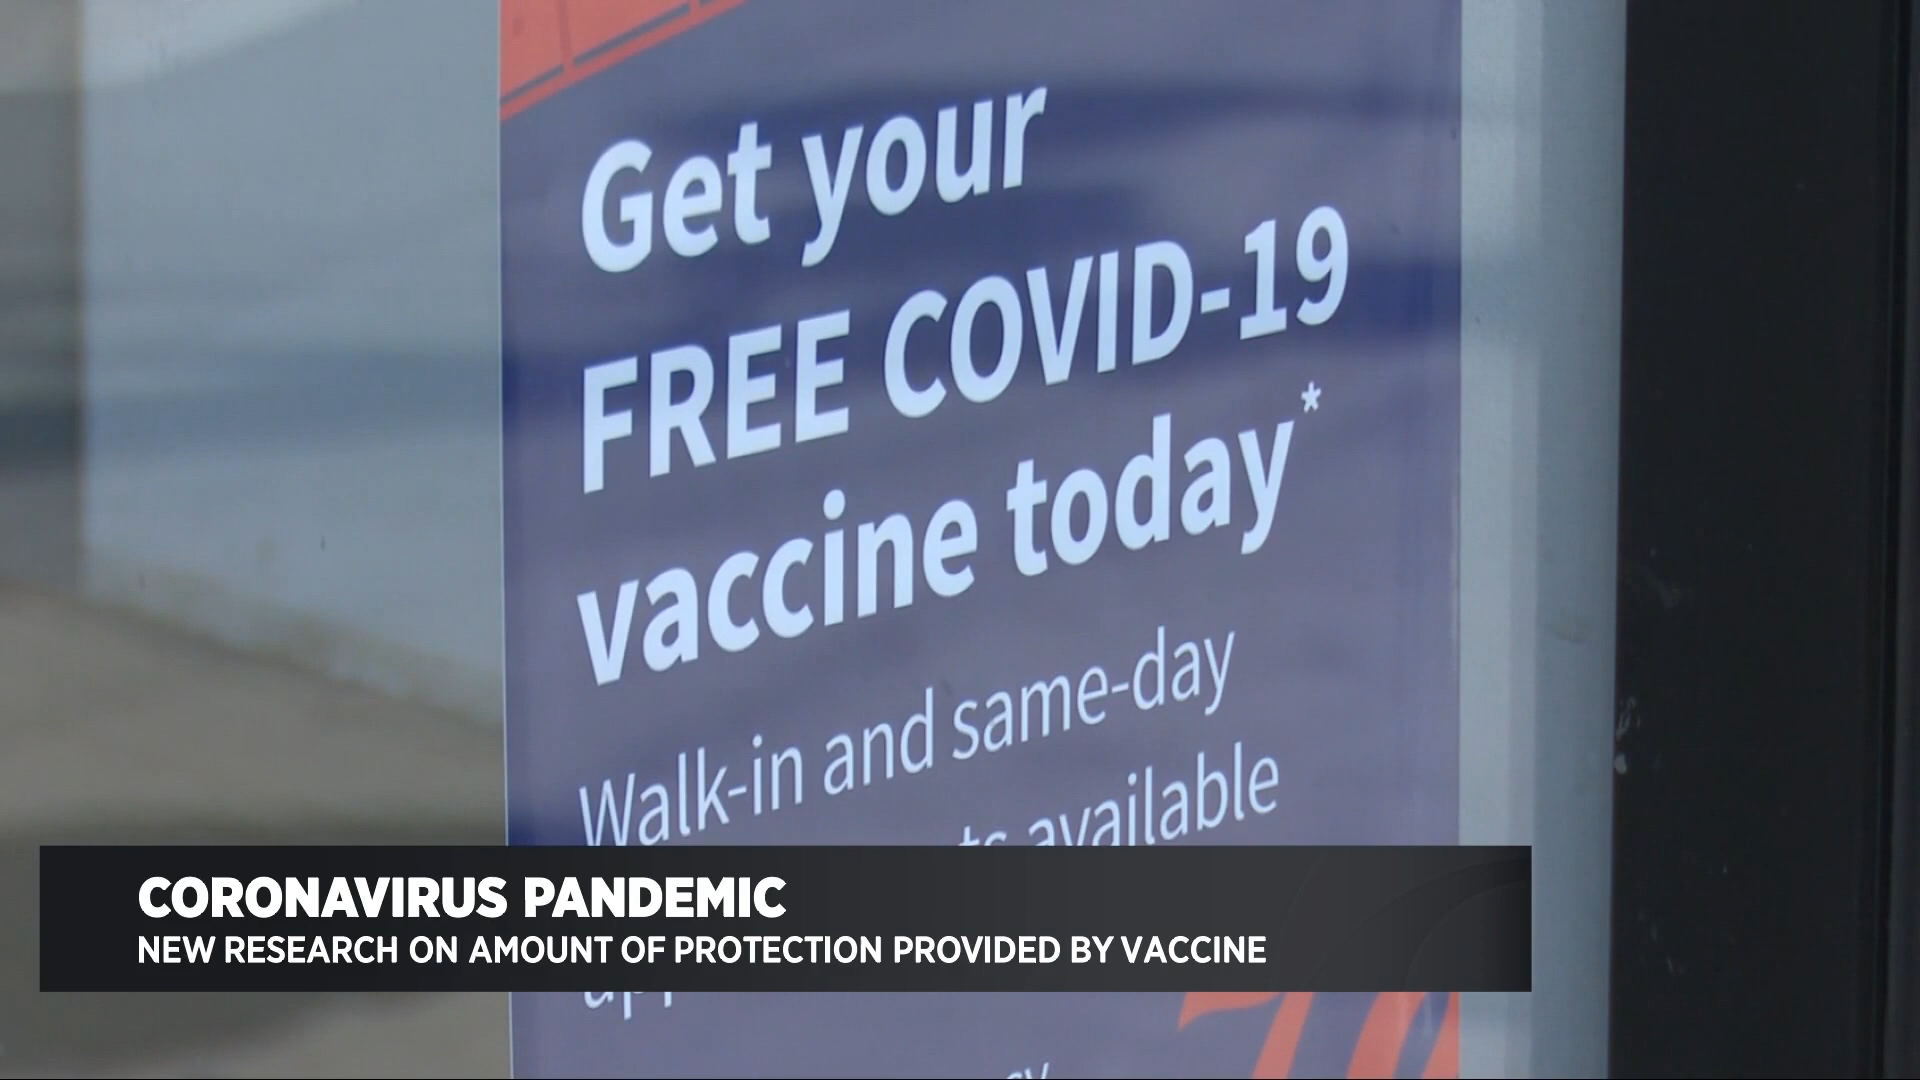 Get your
FREE COVID-19
vaccine today*
Walk-in and same-day
available
CORONAVIRUS PANDEMIC
NEW RESEARCH ON AMOUNT OF PROTECTION PROVIDED BY VACCINE